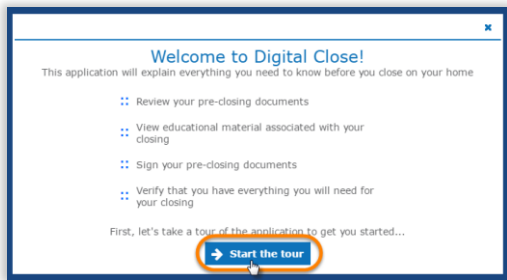 Welcome to Digital Close!
This application will explain everything you need to know before you close on your home
Review your pre-closing documents
View educational material associated with your
closing
Sign your pre-closing documents
Verify that you have everything you will need for
your closing
First, let's take a tour of the application to get you started...
Start the tour